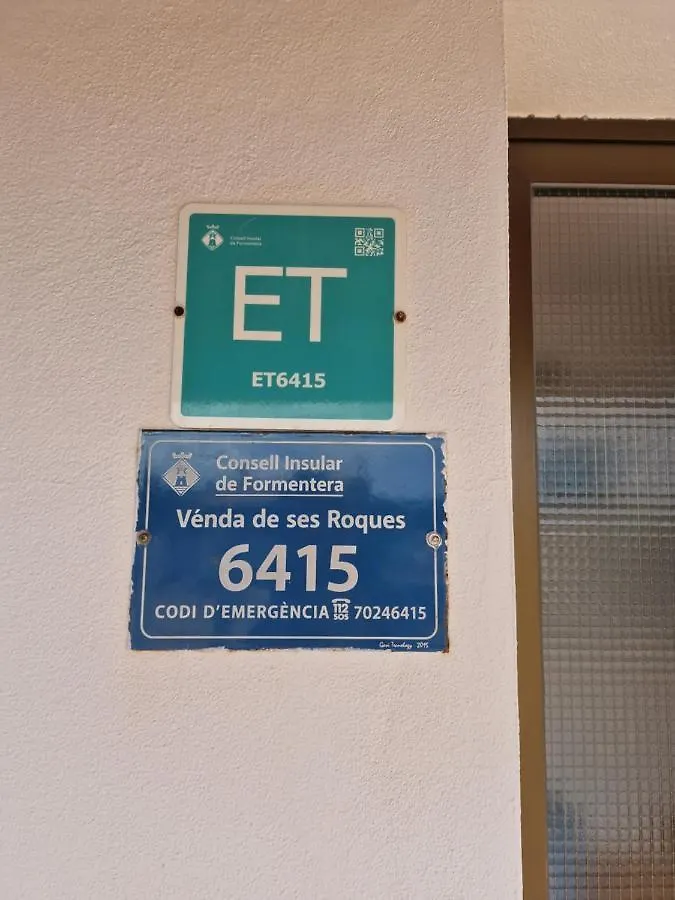 Consell Insular
de Formentera
ET
ET6415
Consell Insular
de Formentera
Vénda de ses Roques
6415
CODI D'EMERGÈNCIA 112 SOS 70246415
2015